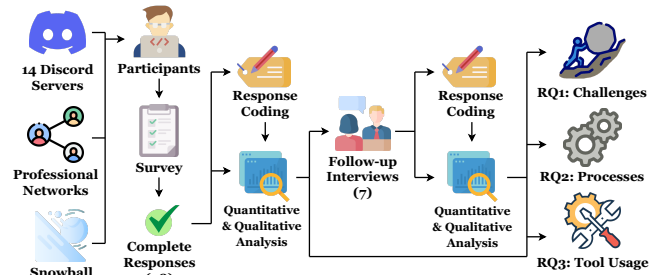 14 Discord
Servers
Professional
Networks
Snowball
Participants
Survey
Complete
Responses
Response
Coding
Quantitative
& Qualitative
Analysis
Follow-up
Interviews
(7)
Response
Coding
Quantitative
& Qualitative
Analysis
RQ1: Challenges
RQ2: Processes
RQ3: Tool Usage